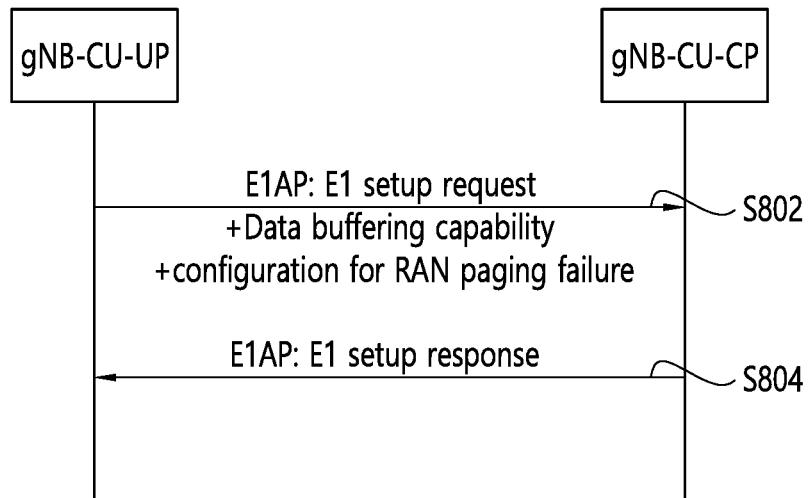 gNB-CU-UP
gNB-CU-CP
E1AP: E1 setup request
S802
+Data buffering capability
+configuration for RAN paging failure
E1AP: E1 setup response
S804